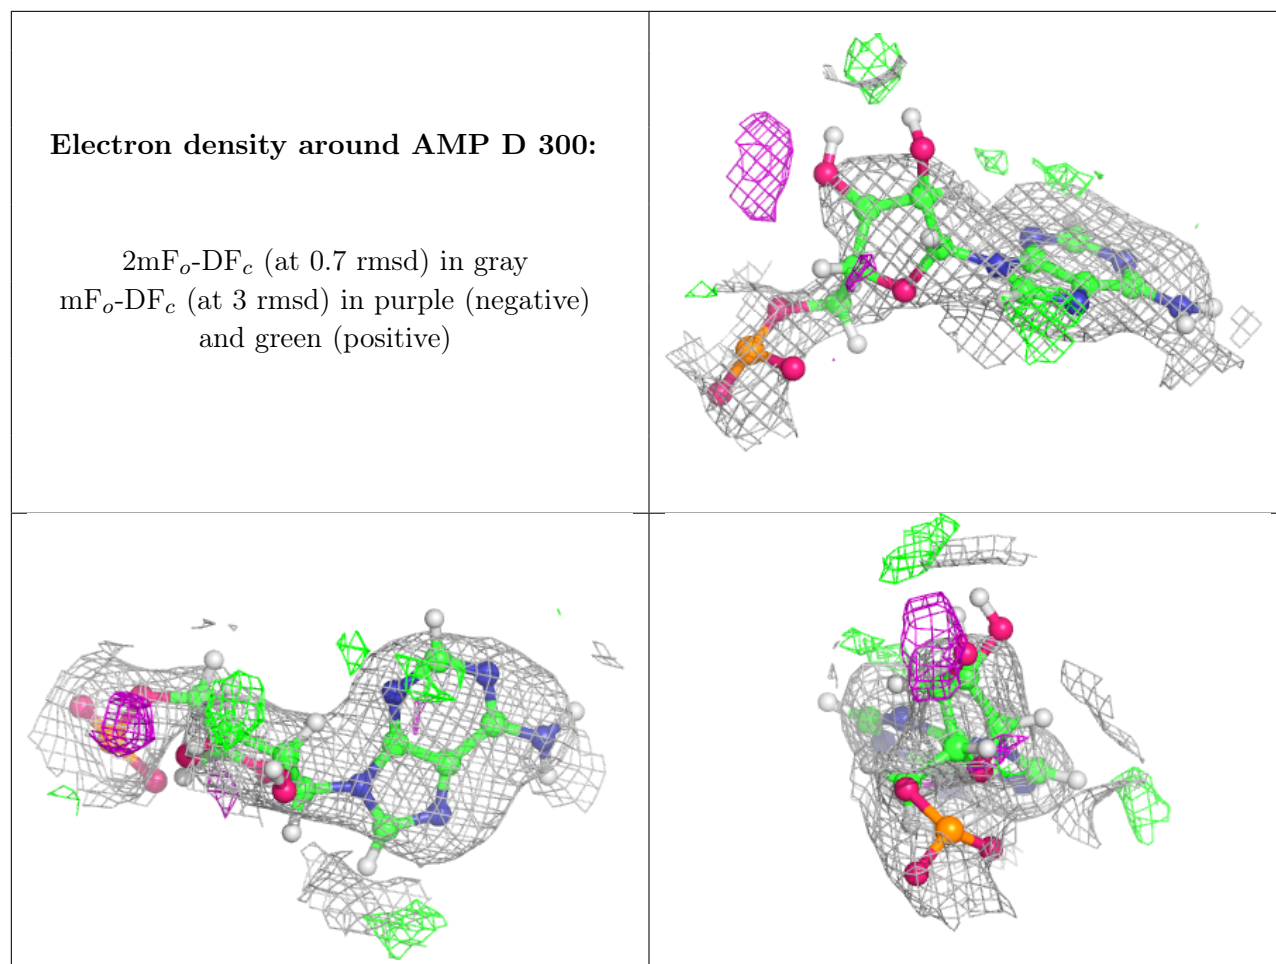 Electron density around AMP D 300:
2mFₒ-DF𝒸 (at 0.7 rmsd) in gray
mFₒ-DF𝒸 (at 3 rmsd) in purple (negative)
and green (positive)